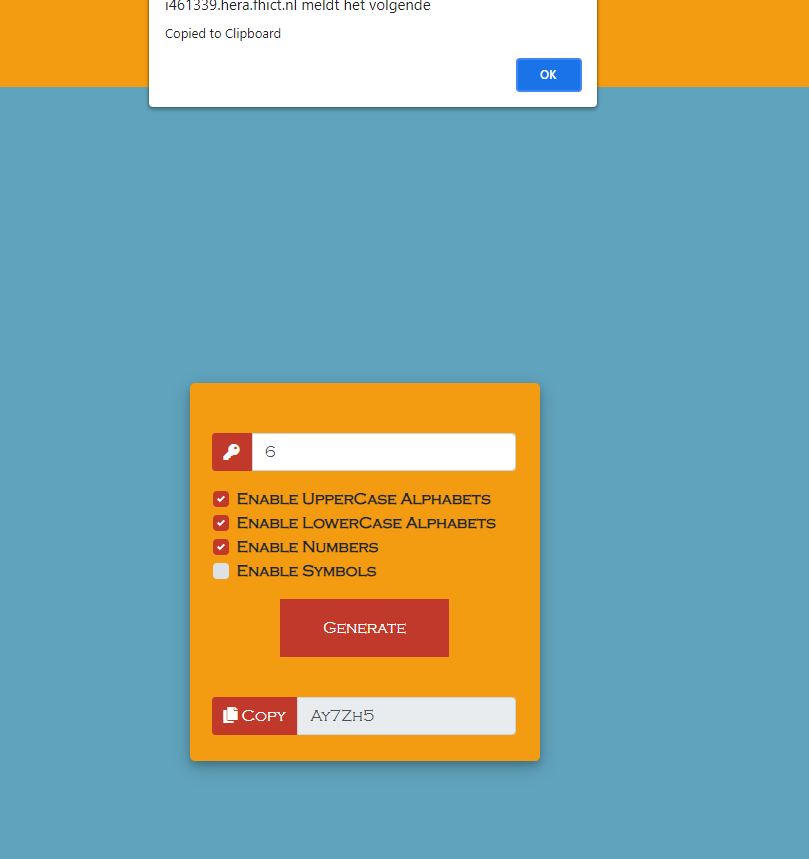 i461339.hera.fhict.nl meldt het volgende
Copied to Clipboard
OK
6
Enable UpperCase Alphabets
Enable LowerCase Alphabets
Enable Numbers
Enable Symbols
Generate
Copy Ay7Zh5